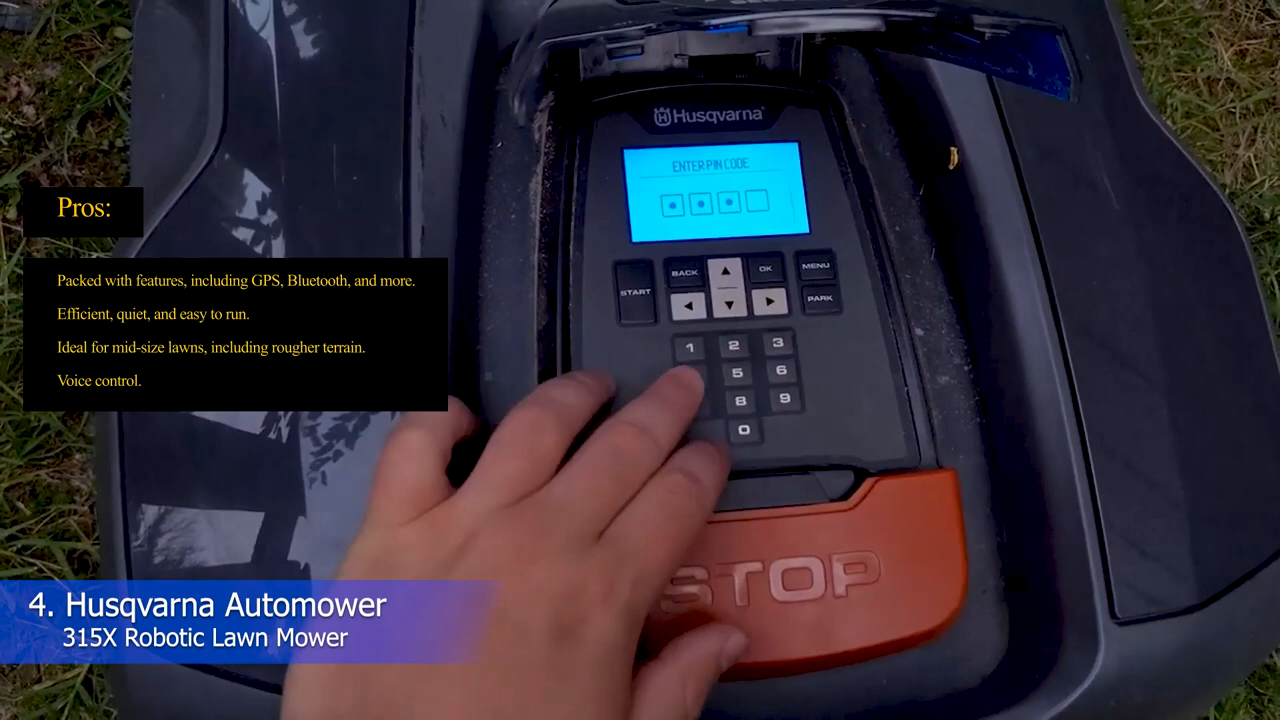 Husqvarna
ENTER PIN CODE
Pros:
Packed with features, including GPS, Bluetooth, and more.
Efficient, quiet, and easy to run.
Ideal for mid-size lawns, including rougher terrain.
Voice control.
START BACK ▲ OK MENU
◀ ▼ ▶ PARK
1 2 3
5 6
8 9
0
STOP
4. Husqvarna Automower
315X Robotic Lawn Mower